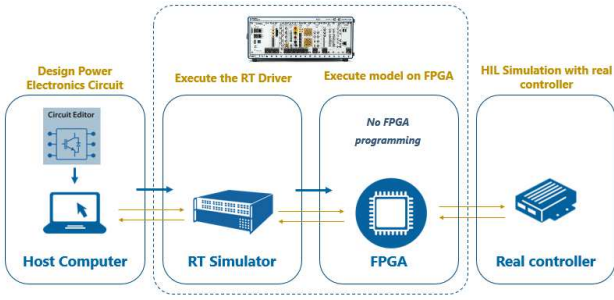 Design Power
Electronics Circuit
Execute the RT Driver
Execute model on FPGA
HIL Simulation with real
controller
Circuit Editor
No FPGA
programming
Host Computer
RT Simulator
FPGA
Real controller